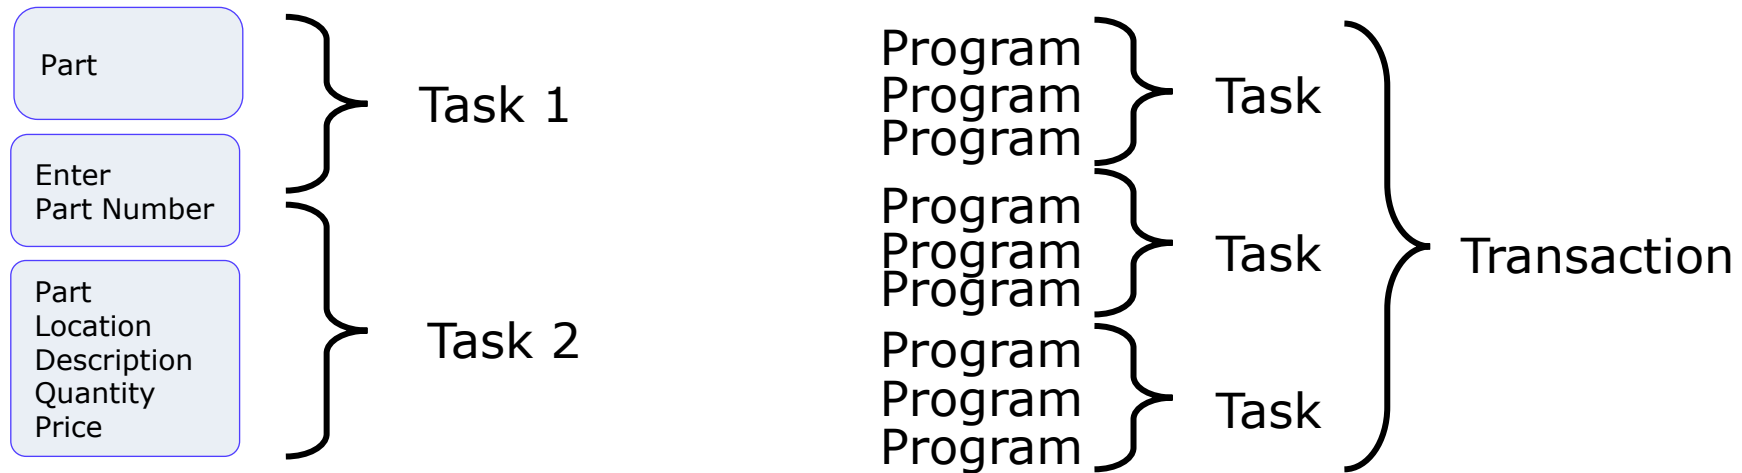 Part
Enter
Part Number
Part
Location
Description
Quantity
Price
Task 1
Task 2
Program
Program
Program
Task
Program
Program
Program
Task
Program
Program
Program
Task
Transaction